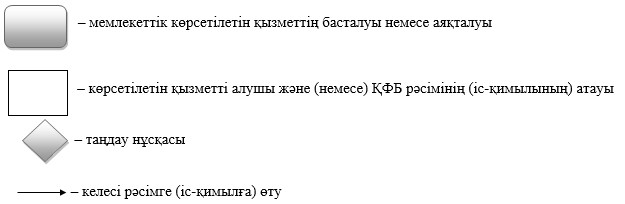 – мемлекеттік көрсетілетін қызметтің басталуы немесе аяқталуы
– көрсетілетін қызметті алушы және (немесе) ҚФБ рәсімінің (іс-қимылының) атауы
– таңдау нұсқасы
– келесі рәсімге (іс-қимылға) өту